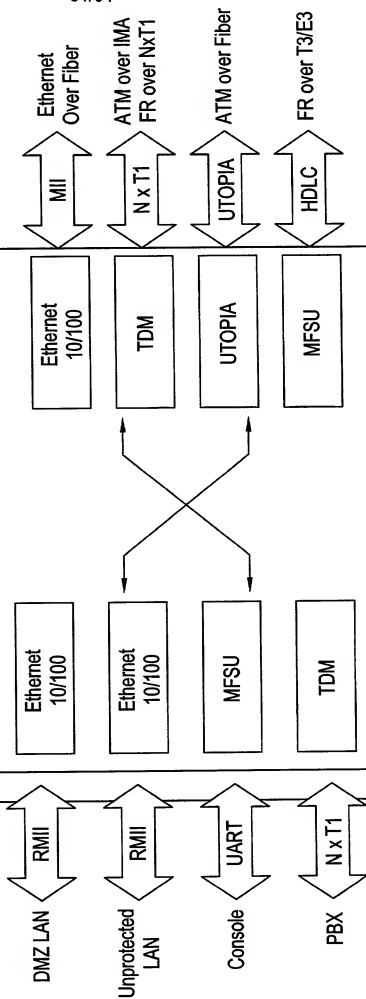 DMZ LAN
RMII
Ethernet
10/100
Unprotected
LAN
RMII
Ethernet
10/100
Console
UART
MFSU
PBX
N x T1
TDM
Ethernet
10/100
MII
Ethernet
Over Fiber
TDM
N x T1
ATM over IMA
FR over NxT1
UTOPIA
UTOPIA
ATM over Fiber
MFSU
HDLC
FR over T3/E3